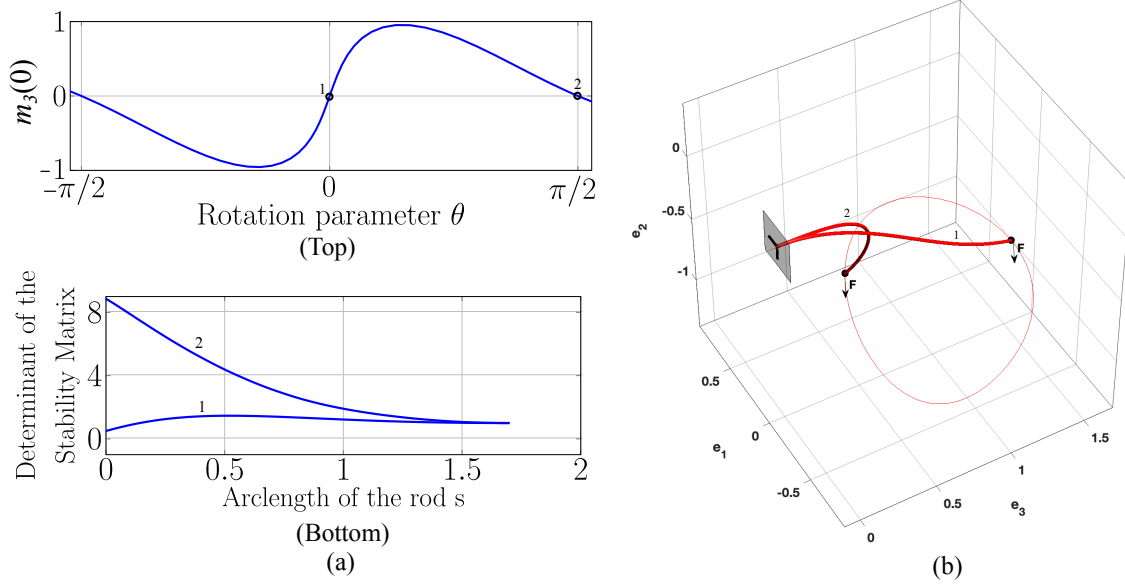 1
m₃(0)
0
-1
1
2
-π/2
0
π/2
Rotation parameter θ
(Top)
Determinant of the
Stability Matrix
8
4
0
2
1
0
0.5
1
1.5
2
Arclength of the rod s
(Bottom)
(a)
0
-0.5
-1
e₂
2
1
F
F
0.5
0
-0.5
e₁
0
0.5
1
1.5
e₃
(b)